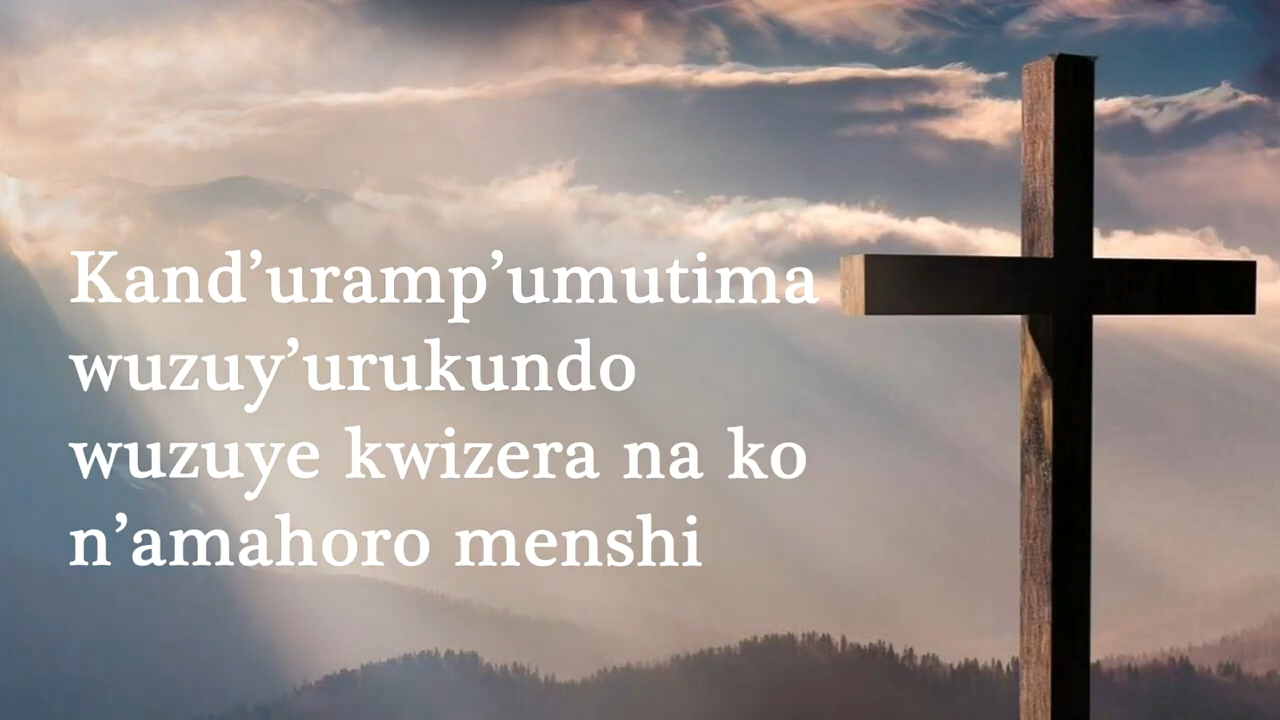 Kand’uramp’umutima
wuzuy’urukundo
wuzuye kwizera na ko
n’amahoro menshi